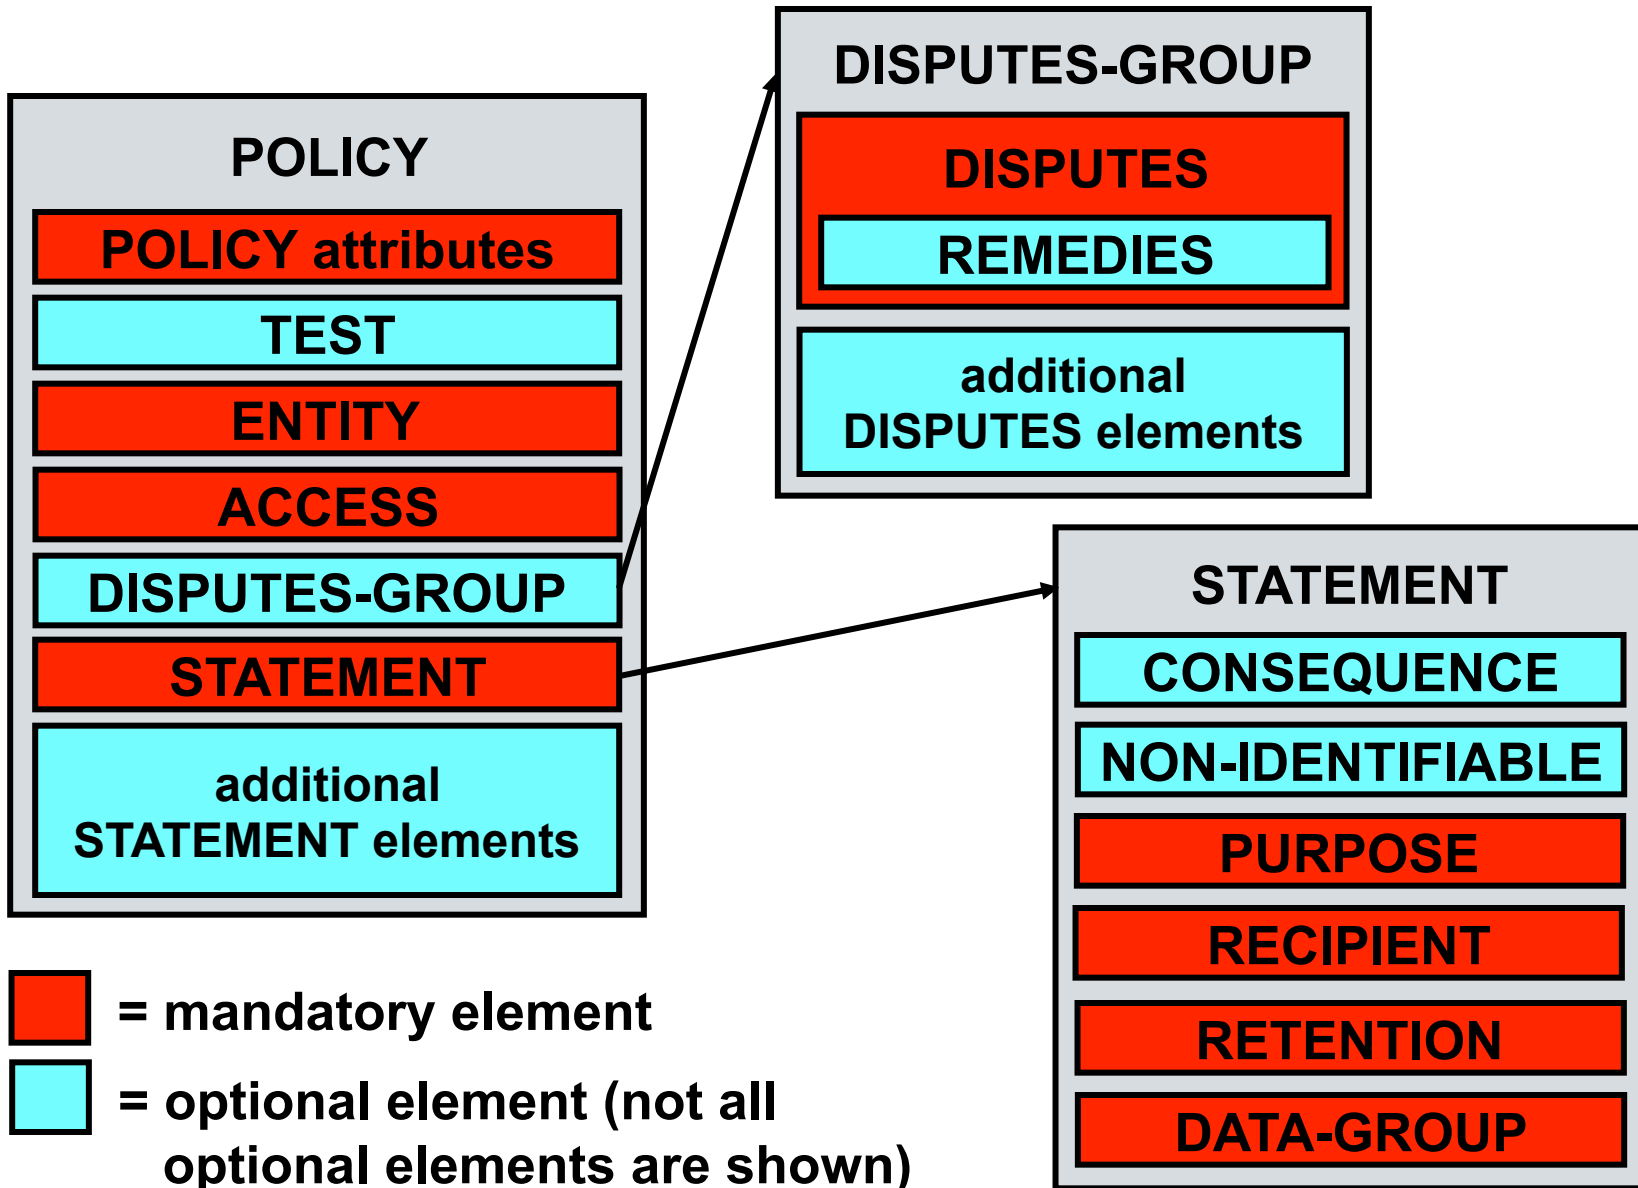 POLICY
POLICY attributes
TEST
ENTITY
ACCESS
DISPUTES-GROUP
STATEMENT
additional
STATEMENT elements
DISPUTES-GROUP
DISPUTES
REMEDIES
additional
DISPUTES elements
STATEMENT
CONSEQUENCE
NON-IDENTIFIABLE
PURPOSE
RECIPIENT
RETENTION
DATA-GROUP
= mandatory element
= optional element (not all
optional elements are shown)